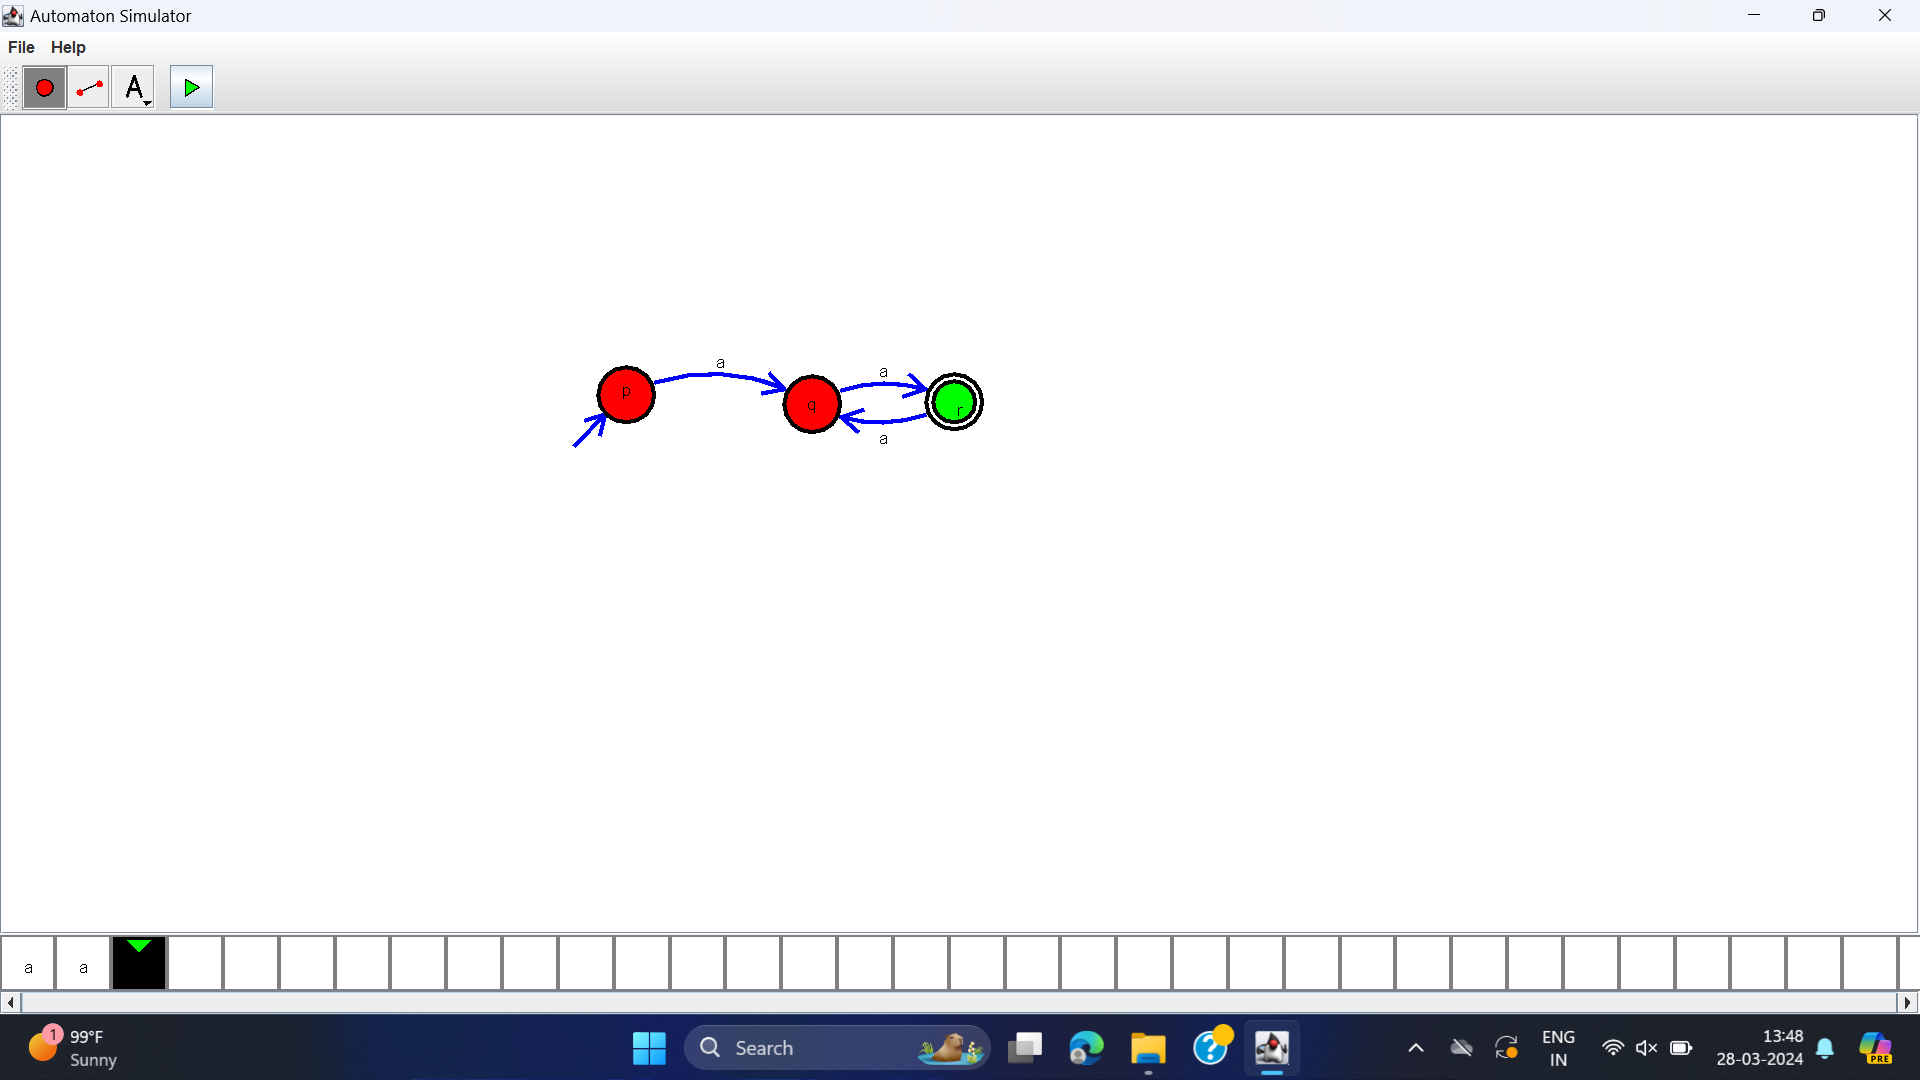 Automaton Simulator
File Help
A
a
a
p
q
r
a
a a
1
99°F
Sunny
Search
ENG
IN
13:48
28-03-2024
PRE